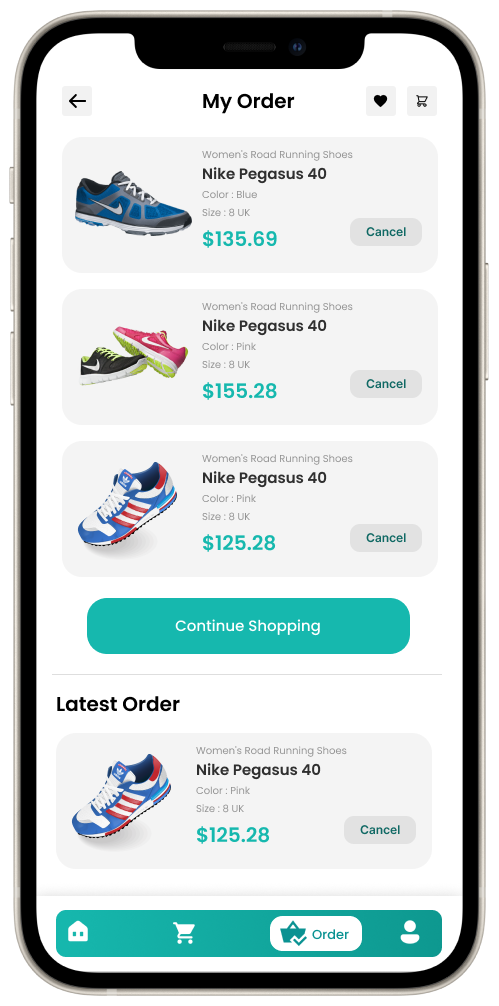 My Order
Women's Road Running Shoes
Nike Pegasus 40
Color : Blue
Size : 8 UK
$135.69
Cancel
Women's Road Running Shoes
Nike Pegasus 40
Color : Pink
Size : 8 UK
$155.28
Cancel
Women's Road Running Shoes
Nike Pegasus 40
Color : Pink
Size : 8 UK
$125.28
Cancel
Continue Shopping
Latest Order
Women's Road Running Shoes
Nike Pegasus 40
Color : Pink
Size : 8 UK
$125.28
Cancel
Order